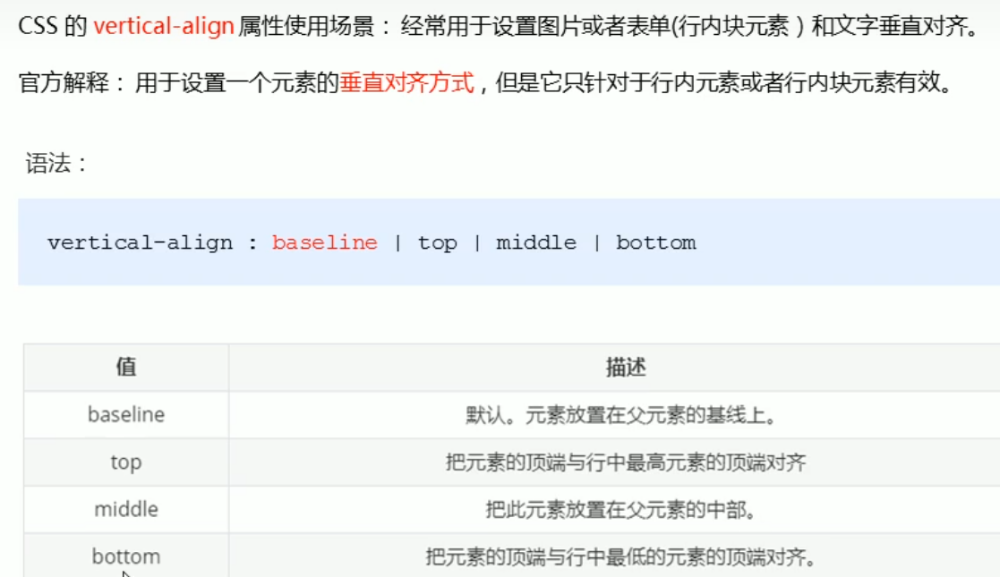 CSS 的 vertical-align 属性使用场景： 经常用于设置图片或者表单(行内块元素）和文字垂直对齐。
官方解释： 用于设置一个元素的垂直对齐方式，但是它只针对于行内元素或者行内块元素有效。
语法：
vertical-align : baseline | top | middle | bottom
值 描述
baseline 默认。元素放置在父元素的基线上。
top 把元素的顶端与行中最高元素的顶端对齐
middle 把此元素放置在父元素的中部。
bottom 把元素的顶端与行中最低的元素的顶端对齐。